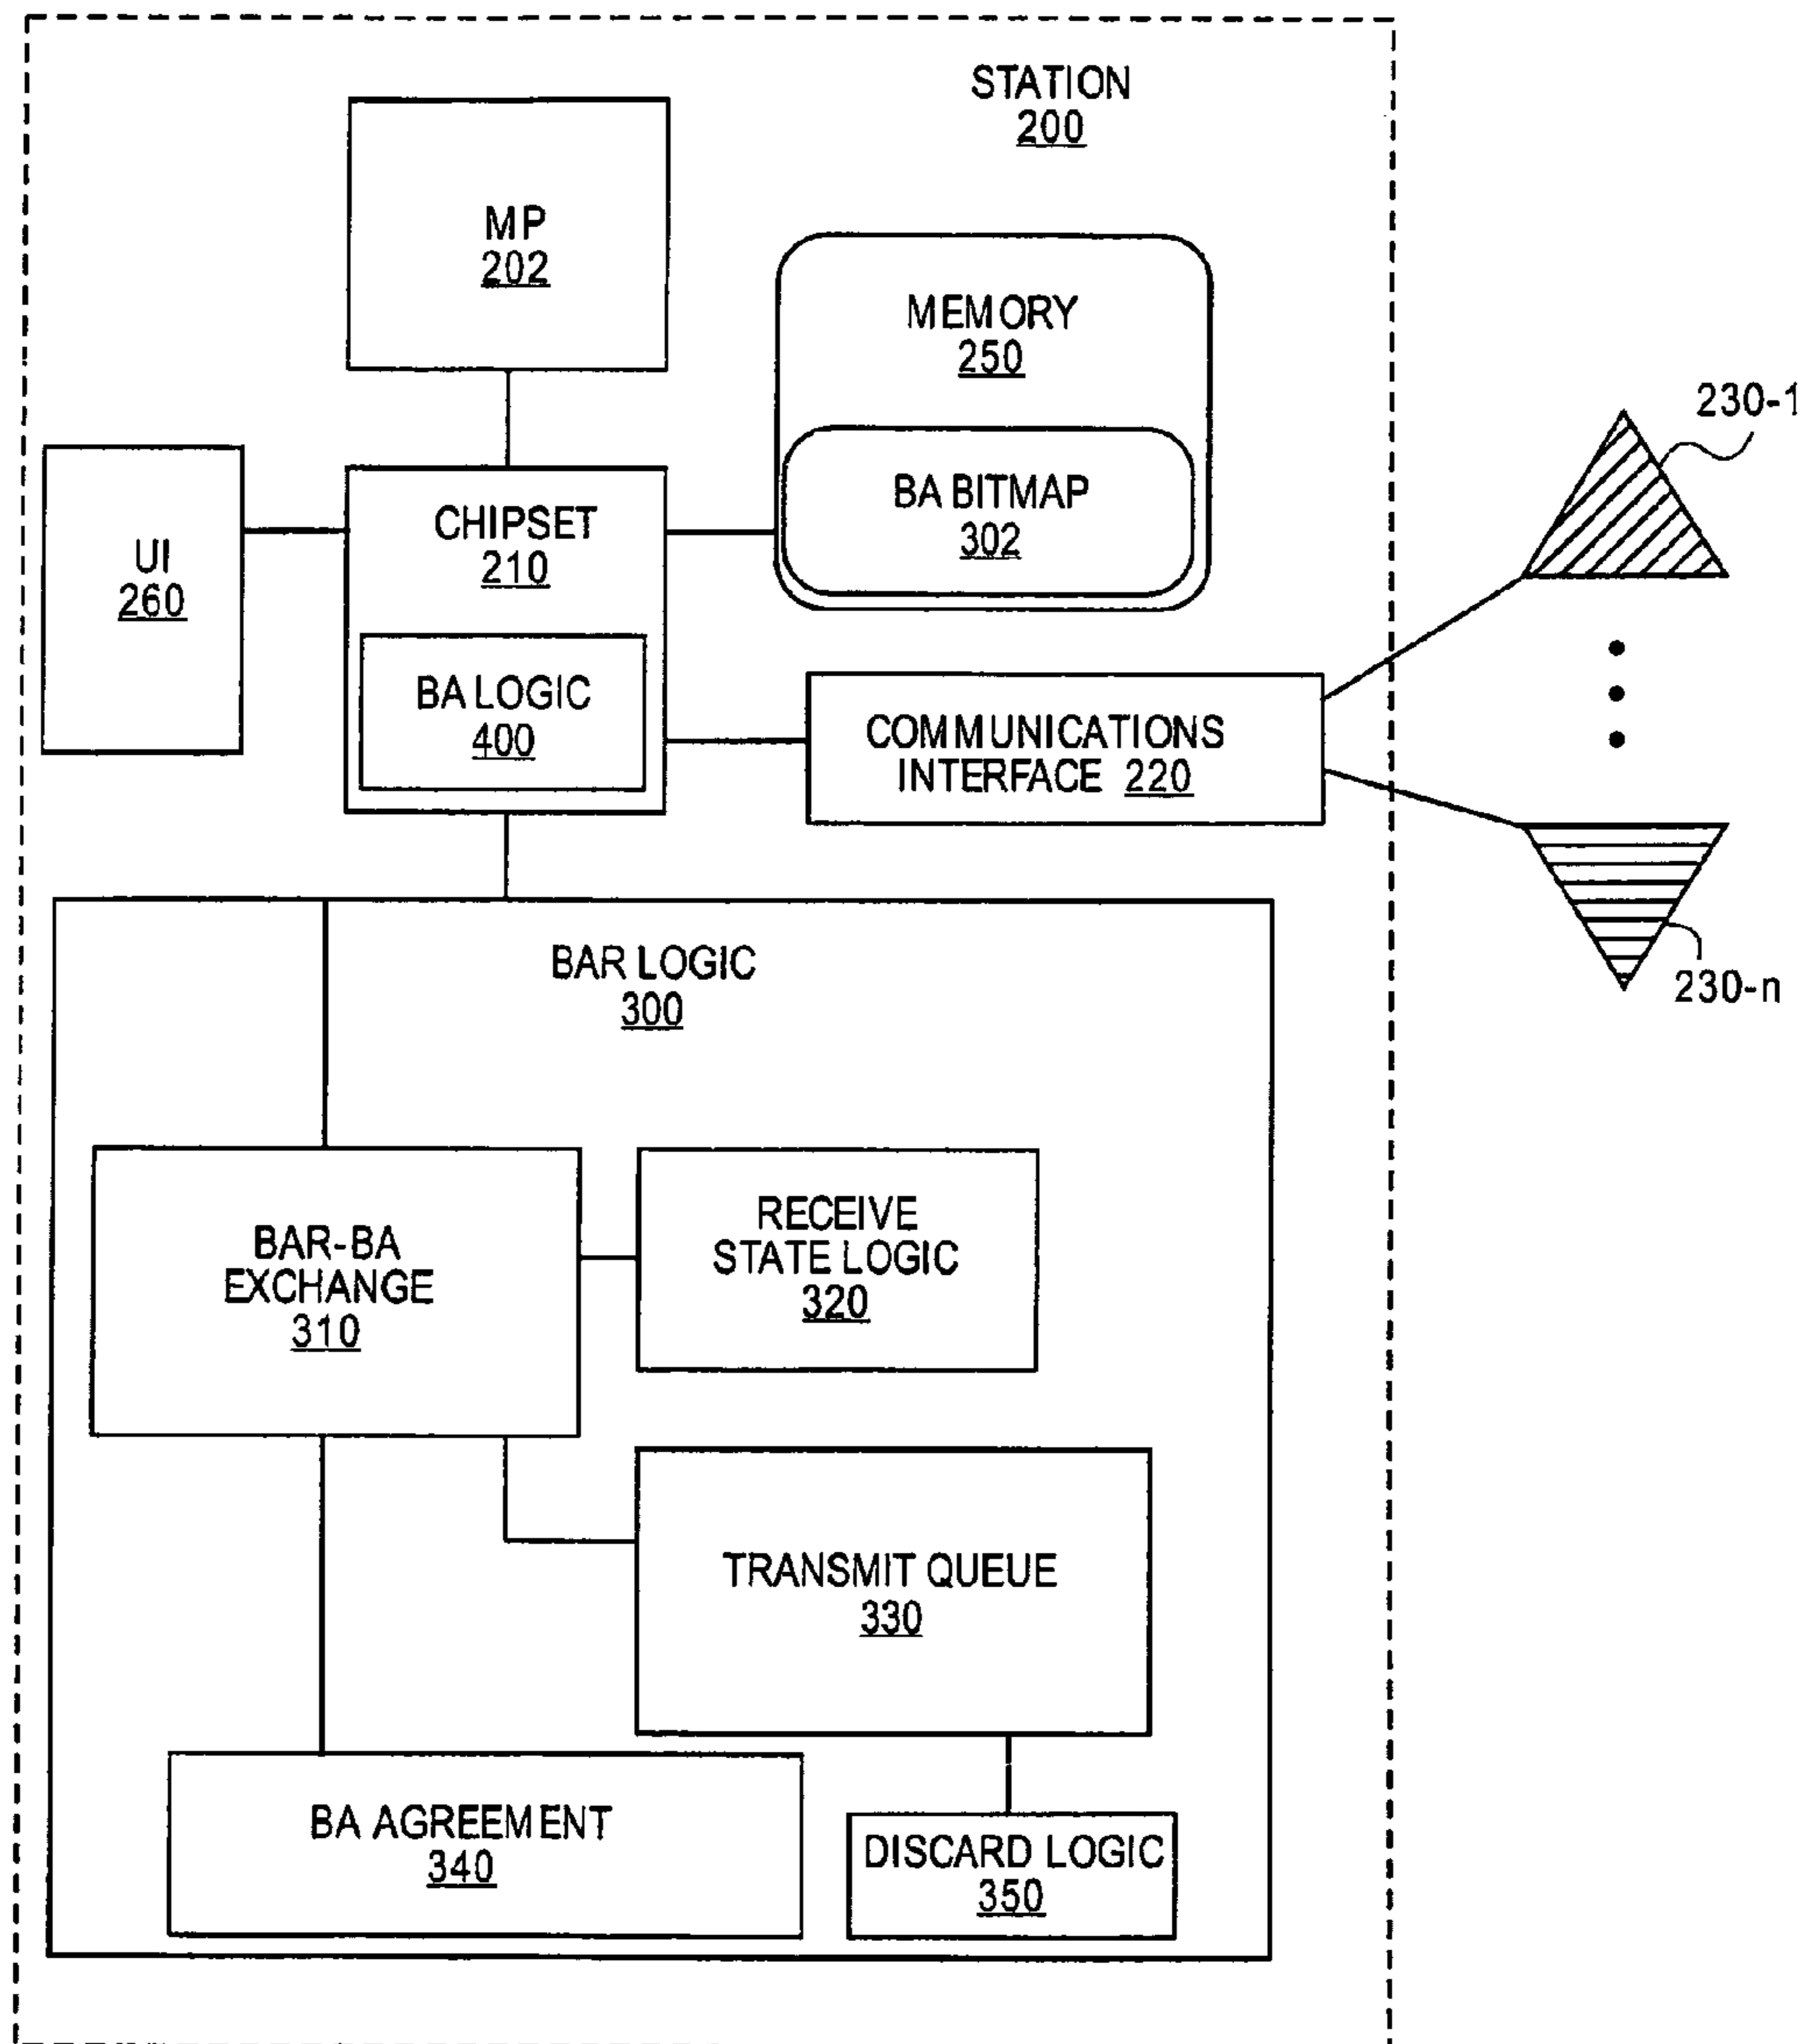 STATION
200
MP
202
MEMORY
250
230-1
BA BITMAP
302
CHIPSET
210
UI
260
BA LOGIC
400
COMMUNICATIONS
INTERFACE 220
230-n
BAR LOGIC
300
BAR-BA
EXCHANGE
310
RECEIVE
STATE LOGIC
320
TRANSMIT QUEUE
330
BA AGREEMENT
340
DISCARD LOGIC
350